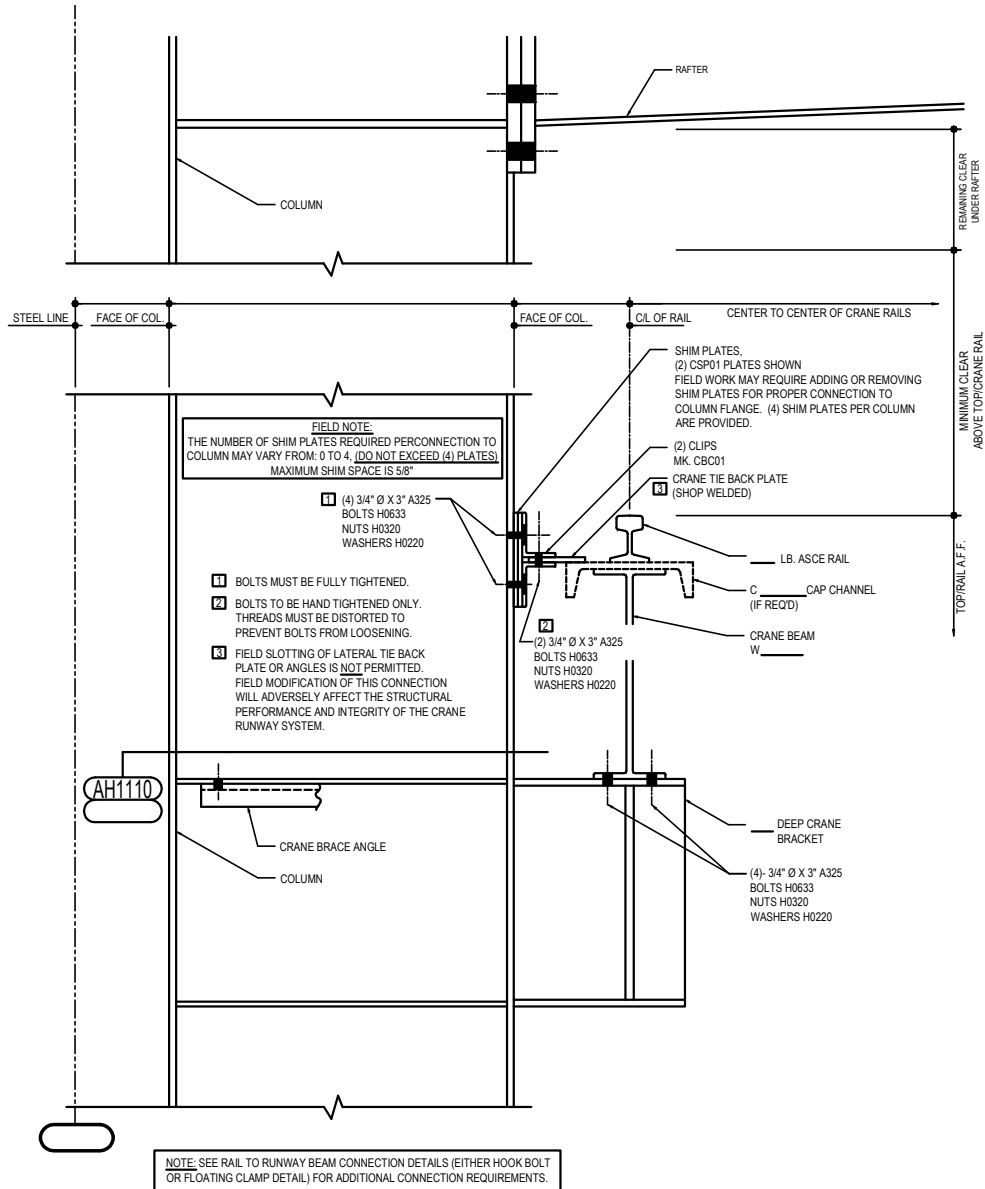 RAFTER
COLUMN
REMAINING CLEAR
UNDER RAFTER
STEEL LINE
FACE OF COL.
FACE OF COL.
C/L OF RAIL
CENTER TO CENTER OF CRANE RAILS
MINIMUM CLEAR
ABOVE TOP/CRANE RAIL
SHIM PLATES,
(2) CSP01 PLATES SHOWN
FIELD WORK MAY REQUIRE ADDING OR REMOVING
SHIM PLATES FOR PROPER CONNECTION TO
COLUMN FLANGE. (4) SHIM PLATES PER COLUMN
ARE PROVIDED.
FIELD NOTE:
THE NUMBER OF SHIM PLATES REQUIRED PERCONNECTION TO
COLUMN MAY VARY FROM: 0 TO 4, (DO NOT EXCEED (4) PLATES)
MAXIMUM SHIM SPACE IS 5/8"
(2) CLIPS
MK. CBC01
3 CRANE TIE BACK PLATE
(SHOP WELDED)
1 (4) 3/4" Ø X 3" A325
BOLTS H0633
NUTS H0320
WASHERS H0220
____ LB. ASCE RAIL
C ______ CAP CHANNEL
(IF REQ'D)
TOP/RAIL A.F.F.
CRANE BEAM
W_____
1 BOLTS MUST BE FULLY TIGHTENED.
2 BOLTS TO BE HAND TIGHTENED ONLY.
THREADS MUST BE DISTORTED TO
PREVENT BOLTS FROM LOOSENING.
3 FIELD SLOTTING OF LATERAL TIE BACK
PLATE OR ANGLES IS NOT PERMITTED.
FIELD MODIFICATION OF THIS CONNECTION
WILL ADVERSELY AFFECT THE STRUCTURAL
PERFORMANCE AND INTEGRITY OF THE CRANE
RUNWAY SYSTEM.
2
(2) 3/4" Ø X 3" A325
BOLTS H0633
NUTS H0320
WASHERS H0220
AH1110
CRANE BRACE ANGLE
COLUMN
___ DEEP CRANE
BRACKET
(4)- 3/4" Ø X 3" A325
BOLTS H0633
NUTS H0320
WASHERS H0220
NOTE: SEE RAIL TO RUNWAY BEAM CONNECTION DETAILS (EITHER HOOK BOLT
OR FLOATING CLAMP DETAIL) FOR ADDITIONAL CONNECTION REQUIREMENTS.